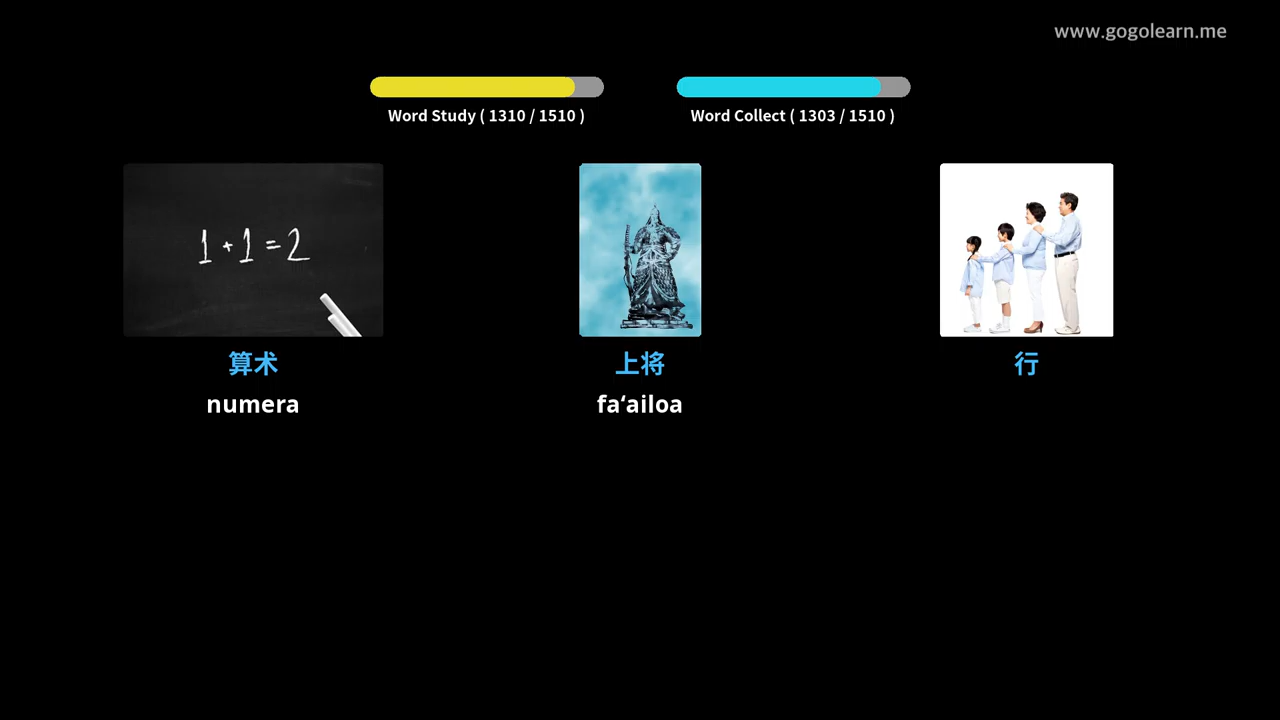 www.gogolearn.me
Word Study ( 1310 / 1510 )
Word Collect ( 1303 / 1510 )
1 + 1 = 2
算术
上将
行
numera
fa‘ailoa